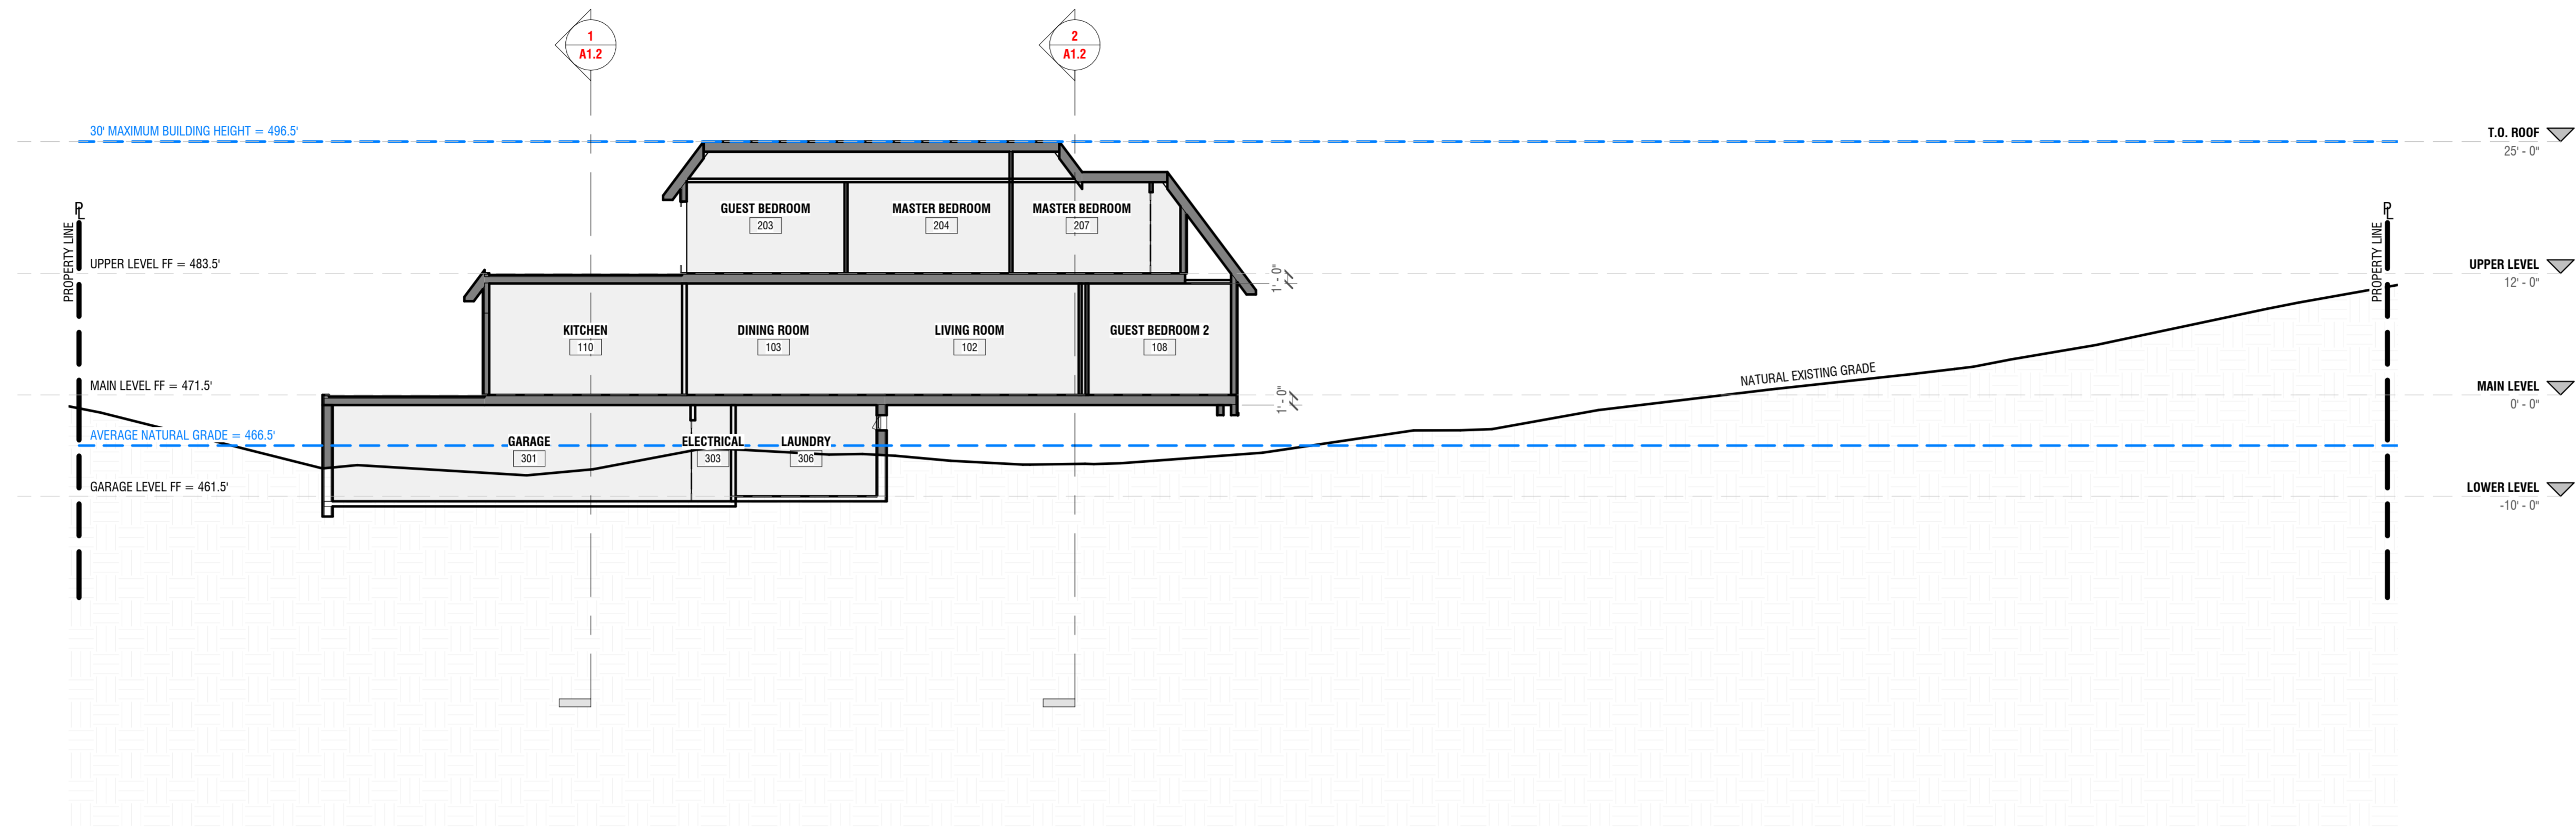 1
A1.2
2
A1.2
30' MAXIMUM BUILDING HEIGHT = 496.5'
T.O. ROOF
25' - 0"
PL
PROPERTY LINE
PL
PROPERTY LINE
GUEST BEDROOM
203
MASTER BEDROOM
204
MASTER BEDROOM
207
UPPER LEVEL FF = 483.5'
1' - 0"
UPPER LEVEL
12' - 0"
KITCHEN
110
DINING ROOM
103
LIVING ROOM
102
GUEST BEDROOM 2
108
NATURAL EXISTING GRADE
MAIN LEVEL FF = 471.5'
1' - 0"
MAIN LEVEL
0' - 0"
AVERAGE NATURAL GRADE = 466.5'
GARAGE
301
ELECTRICAL
303
LAUNDRY
306
GARAGE LEVEL FF = 461.5'
LOWER LEVEL
-10' - 0"